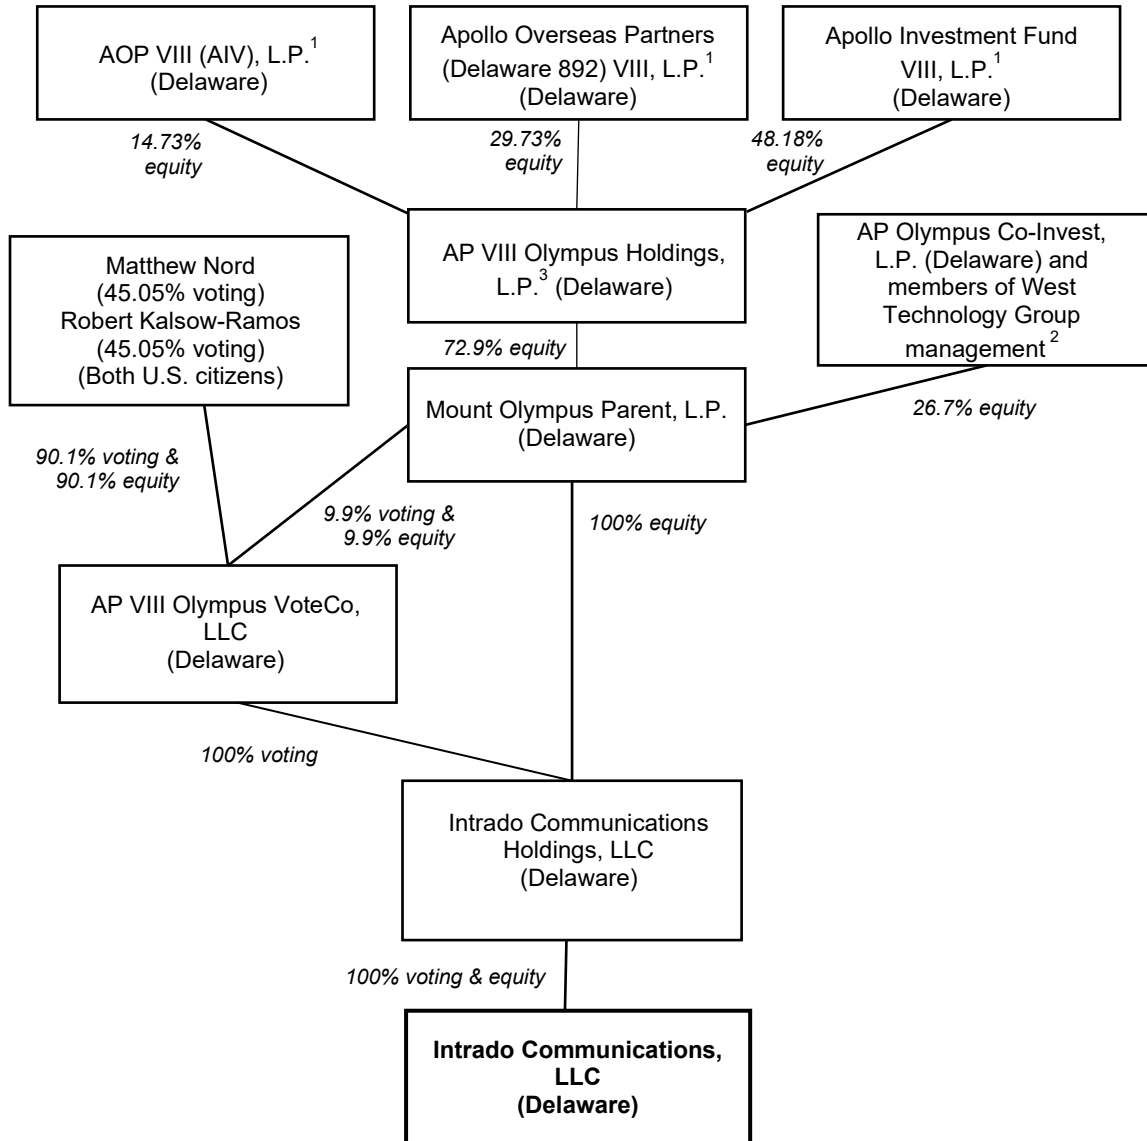 AOP VIII (AIV), L.P.1
(Delaware)
Apollo Overseas Partners
(Delaware 892) VIII, L.P.1
(Delaware)
Apollo Investment Fund
VIII, L.P.1
(Delaware)
14.73%
equity
29.73%
equity
48.18%
equity
Matthew Nord
(45.05% voting)
Robert Kalsow-Ramos
(45.05% voting)
(Both U.S. citizens)
AP VIII Olympus Holdings,
L.P.3 (Delaware)
AP Olympus Co-Invest,
L.P. (Delaware) and
members of West
Technology Group
management 2
72.9% equity
Mount Olympus Parent, L.P.
(Delaware)
26.7% equity
90.1% voting &
90.1% equity
9.9% voting &
9.9% equity
100% equity
AP VIII Olympus VoteCo,
LLC
(Delaware)
100% voting
Intrado Communications
Holdings, LLC
(Delaware)
100% voting & equity
Intrado Communications,
LLC
(Delaware)